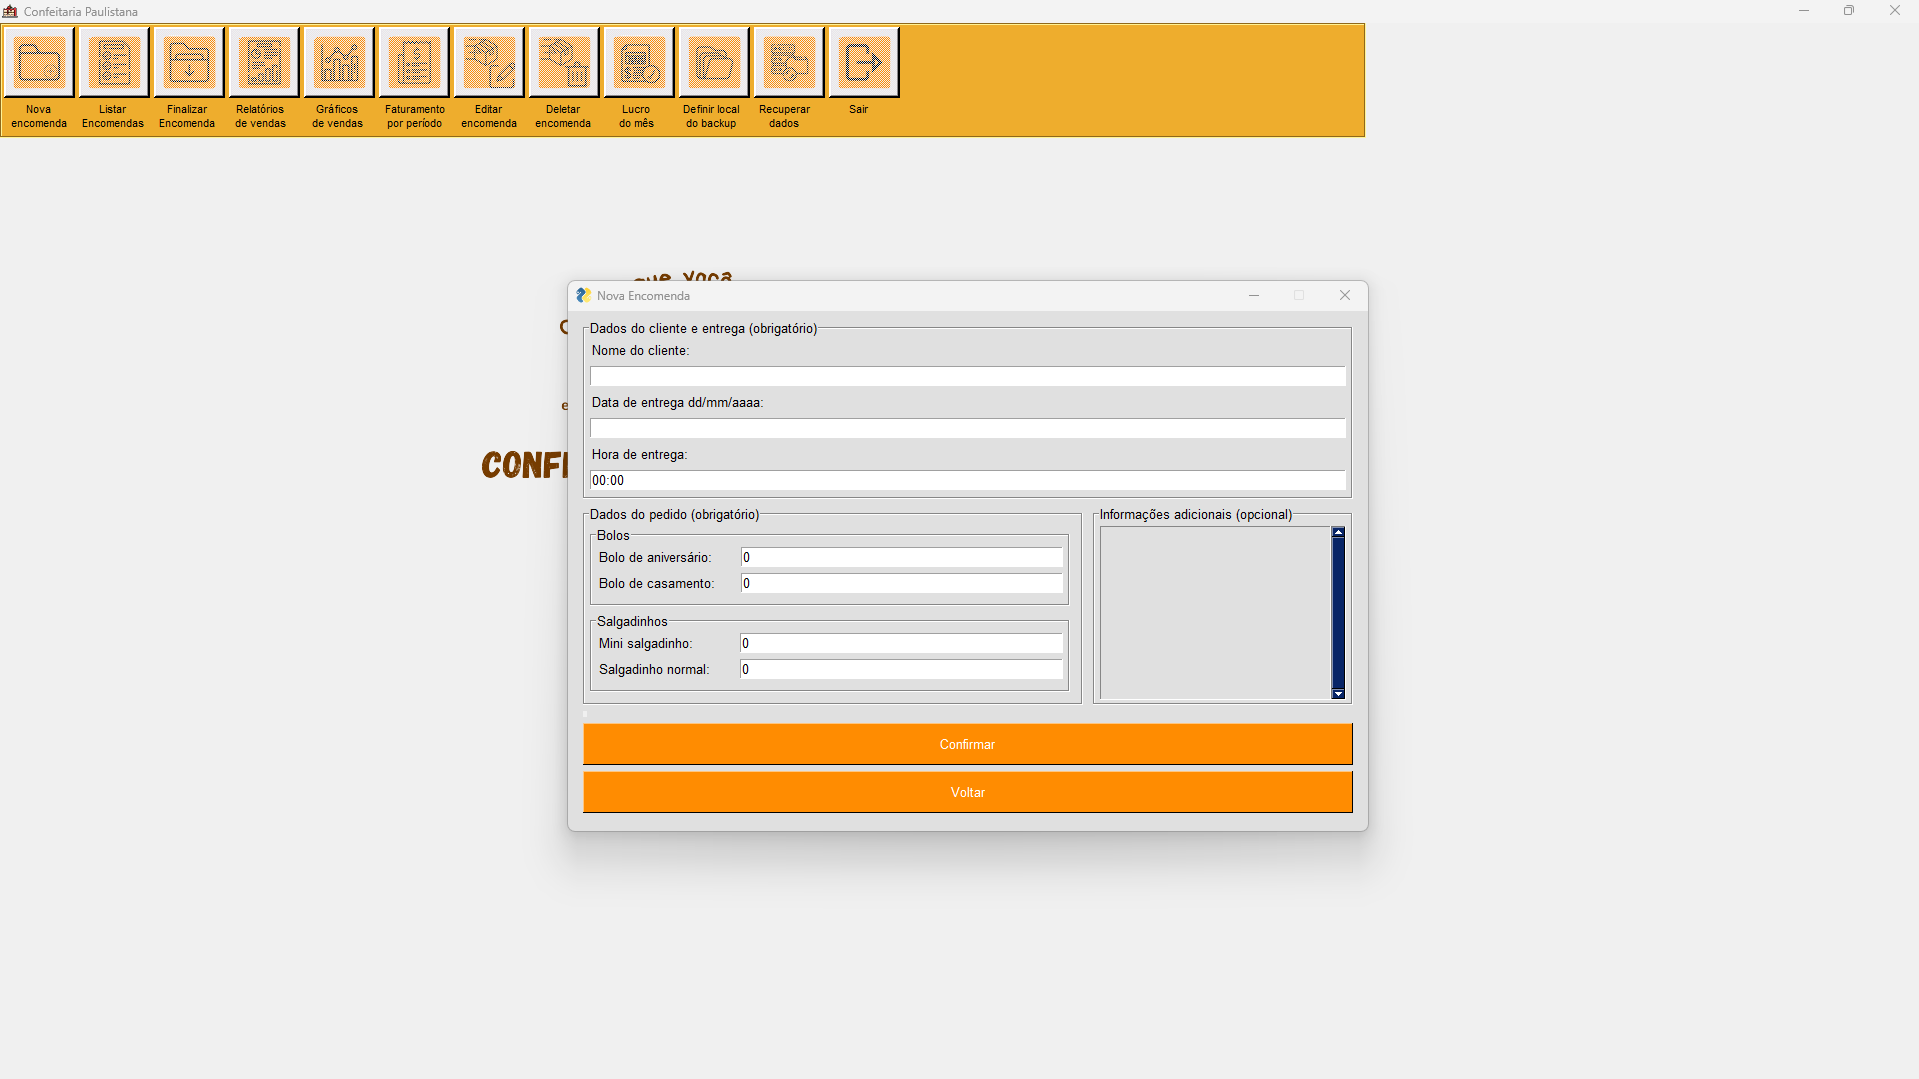 Confeitaria Paulistana
Nova encomenda
Listar Encomendas
Finalizar Encomenda
Relatórios de vendas
Gráficos de vendas
Faturamento por período
Editar encomenda
Deletar encomenda
Lucro do mês
Definir local do backup
Recuperar dados
Sair
CONF
Nova Encomenda
Dados do cliente e entrega (obrigatório)
Nome do cliente:
Data de entrega dd/mm/aaaa:
Hora de entrega:
00:00
Dados do pedido (obrigatório)
Bolos
Bolo de aniversário: 0
Bolo de casamento: 0
Salgadinhos
Mini salgadinho: 0
Salgadinho normal: 0
Informações adicionais (opcional)
Confirmar
Voltar